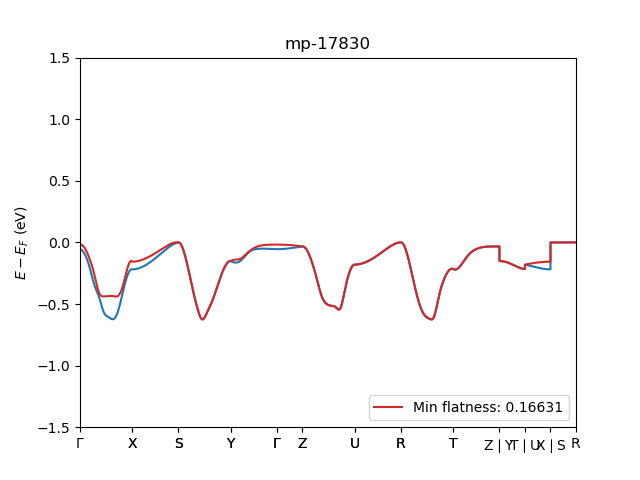 mp-17830
1.5
1.0
0.5
0.0
−0.5
−1.0
−1.5
E − E_F (eV)
Min flatness: 0.16631
Γ X S Y Γ Z U R T Z | Y T | U X | S R